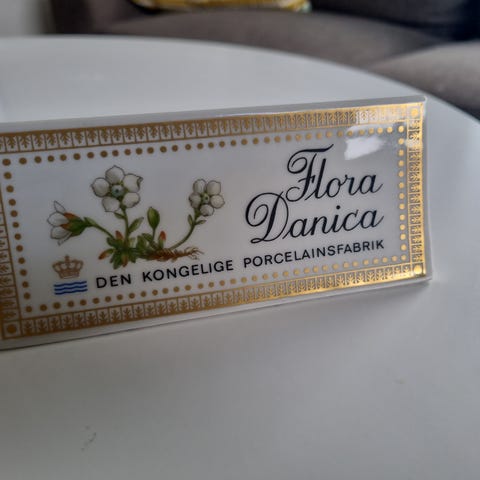 Flora
Danica
DEN KONGELIGE PORCELAINSFABRIK